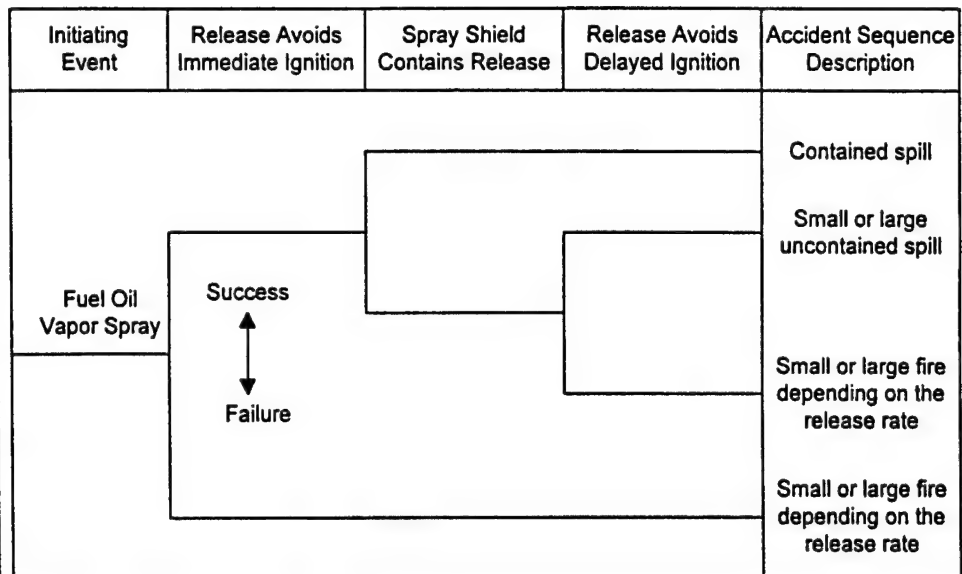 Initiating
Event
Release Avoids
Immediate Ignition
Spray Shield
Contains Release
Release Avoids
Delayed Ignition
Accident Sequence
Description
Contained spill
Small or large
uncontained spill
Fuel Oil
Vapor Spray
Success
Failure
Small or large fire
depending on the
release rate
Small or large fire
depending on the
release rate